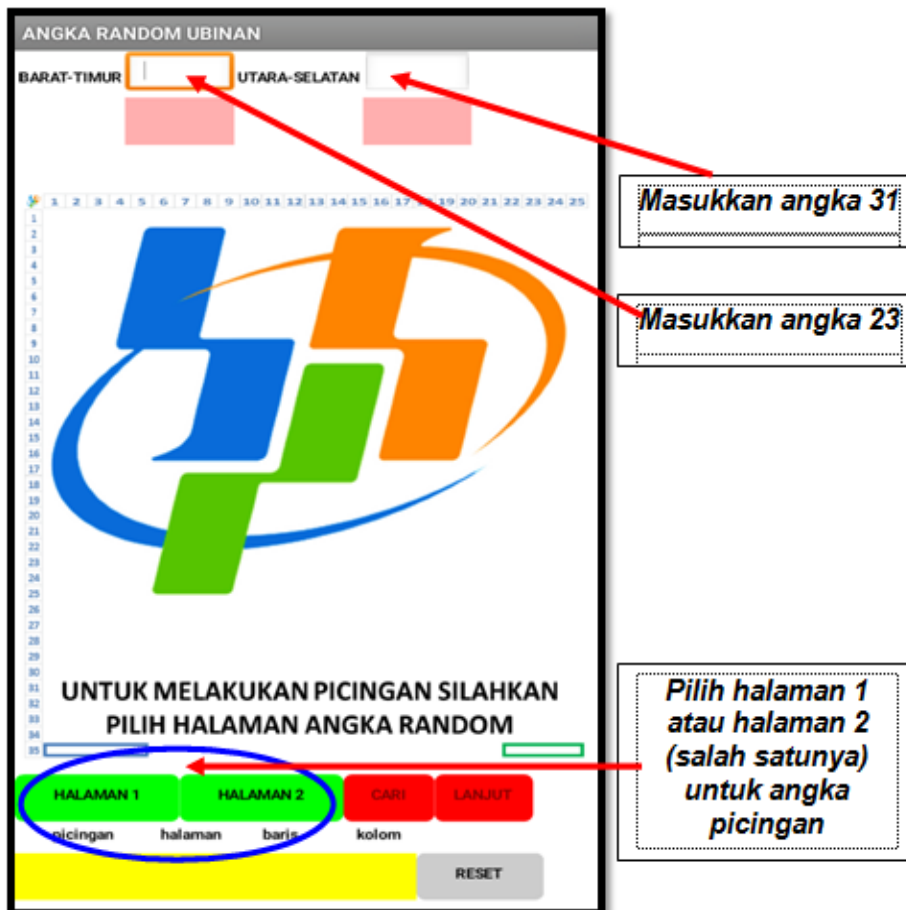 ANGKA RANDOM UBINAN
BARAT-TIMUR UTARA-SELATAN
1 2 3 4 5 6 7 8 9 10 11 12 13 14 15 16 17 18 19 20 21 22 23 24 25
1
2
3
4
5
6
7
8
9
10
11
12
13
14
15
16
17
18
19
20
21
22
23
24
25
26
27
28
29
30
31
32
33
34
35
UNTUK MELAKUKAN PICINGAN SILAHKAN
PILIH HALAMAN ANGKA RANDOM
HALAMAN 1 HALAMAN 2 CARI LANJUT
picingan halaman baris kolom
RESET
Masukkan angka 31
Masukkan angka 23
Pilih halaman 1
atau halaman 2
(salah satunya)
untuk angka
picingan